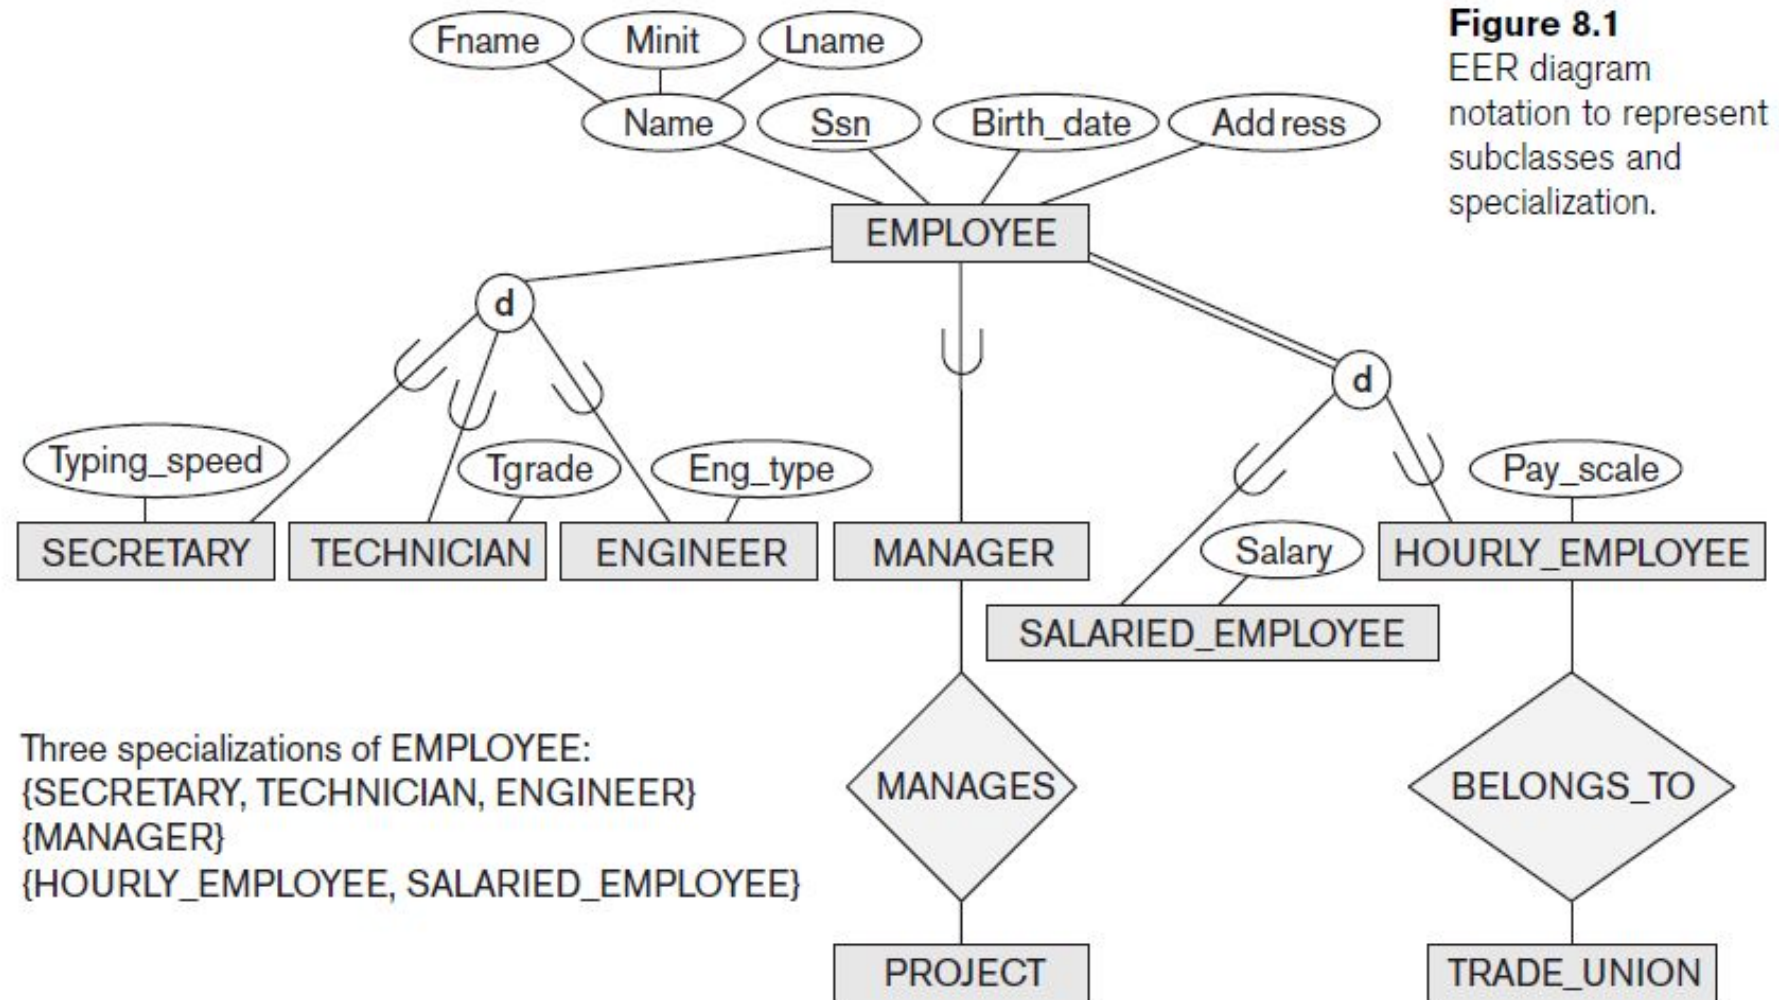 Figure 8.1
EER diagram
notation to represent
subclasses and
specialization.
Fname
Minit
Lname
Name
Ssn
Birth_date
Address
EMPLOYEE
d
d
Typing_speed
Tgrade
Eng_type
Pay_scale
SECRETARY
TECHNICIAN
ENGINEER
MANAGER
Salary
HOURLY_EMPLOYEE
SALARIED_EMPLOYEE
Three specializations of EMPLOYEE:
{SECRETARY, TECHNICIAN, ENGINEER}
{MANAGER}
{HOURLY_EMPLOYEE, SALARIED_EMPLOYEE}
MANAGES
BELONGS_TO
PROJECT
TRADE_UNION